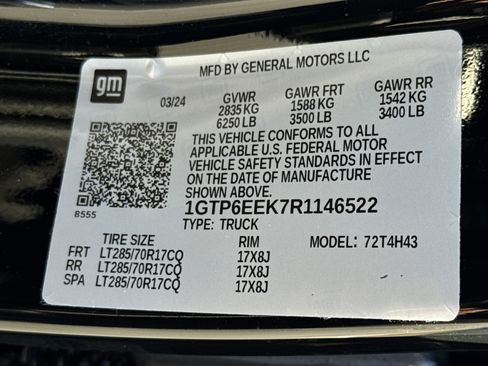 MFD BY GENERAL MOTORS LLC
gm
03/24
GVWR GAWR FRT GAWR RR
2835 KG 1588 KG 1542 KG
6250 LB 3500 LB 3400 LB
THIS VEHICLE CONFORMS TO ALL
APPLICABLE U.S. FEDERAL MOTOR
VEHICLE SAFETY STANDARDS IN EFFECT
ON THE DATE OF MANUFACTURE
SHOWN ABOVE.
8555
1GTP6EEK7R1146522
TYPE: TRUCK MODEL: 72T4H43
TIRE SIZE RIM
FRT LT285/70R17CQ 17X8J
RR LT285/70R17CQ 17X8J
SPA LT285/70R17CQ 17X8J